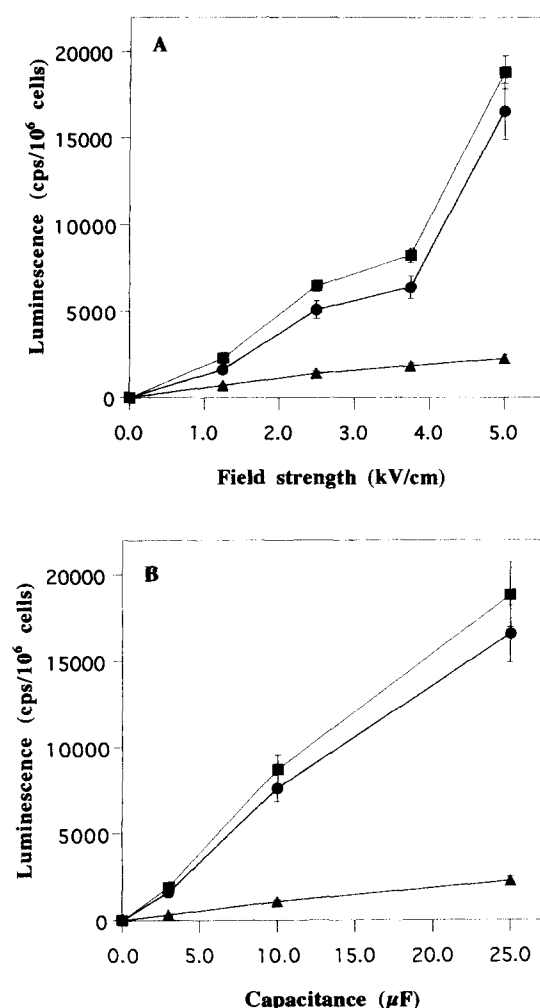 A
20000
15000
10000
5000
0
Luminescence (cps/10⁶ cells)
0.0 1.0 2.0 3.0 4.0 5.0
Field strength (kV/cm)
B
20000
15000
10000
5000
0
Luminescence (cps/10⁶ cells)
0.0 5.0 10.0 15.0 20.0 25.0
Capacitance (µF)